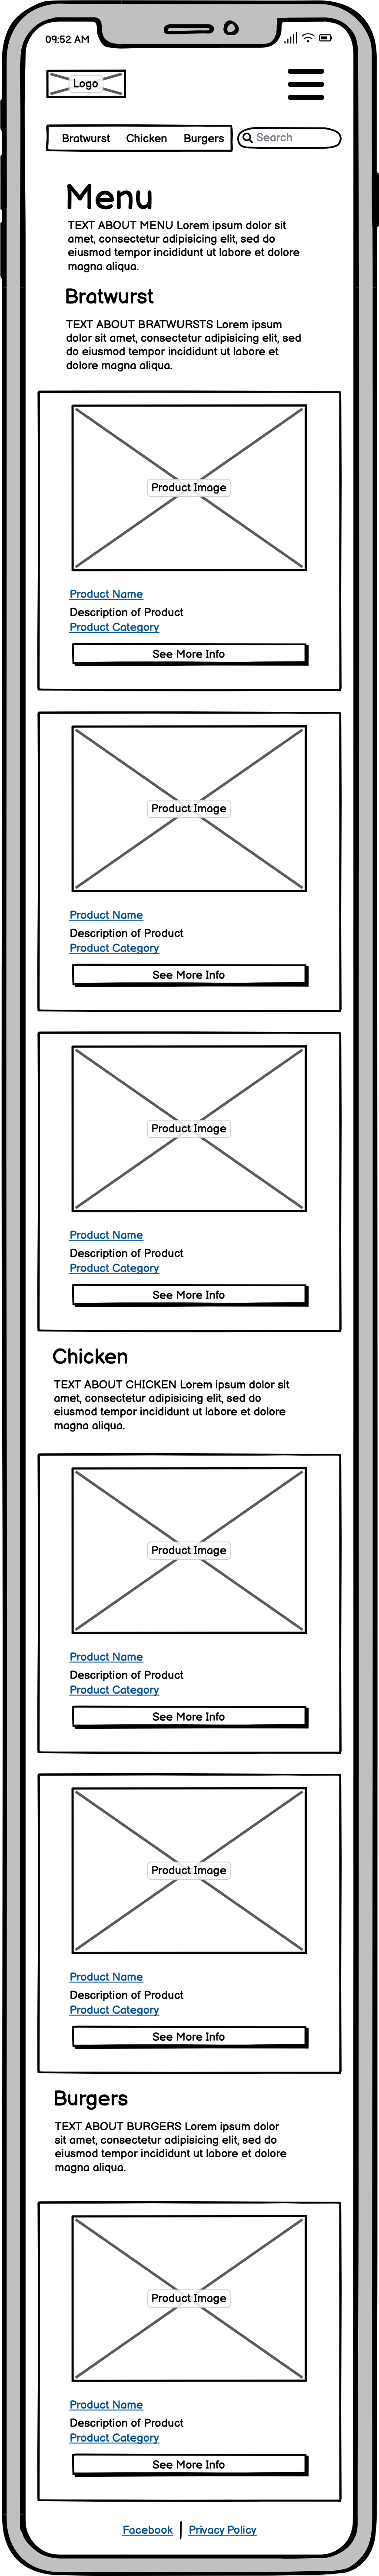 09:52 AM
Logo
Bratwurst Chicken Burgers Search
Menu
TEXT ABOUT MENU Lorem ipsum dolor sit
amet, consectetur adipisicing elit, sed do
eiusmod tempor incididunt ut labore et dolore
magna aliqua.
Bratwurst
TEXT ABOUT BRATWURSTS Lorem ipsum
dolor sit amet, consectetur adipisicing elit, sed
do eiusmod tempor incididunt ut labore et
dolore magna aliqua.
Product Image
Product Name
Description of Product
Product Category
See More Info
Product Image
Product Name
Description of Product
Product Category
See More Info
Product Image
Product Name
Description of Product
Product Category
See More Info
Chicken
TEXT ABOUT CHICKEN Lorem ipsum dolor sit
amet, consectetur adipisicing elit, sed do
eiusmod tempor incididunt ut labore et dolore
magna aliqua.
Product Image
Product Name
Description of Product
Product Category
See More Info
Product Image
Product Name
Description of Product
Product Category
See More Info
Burgers
TEXT ABOUT BURGERS Lorem ipsum dolor
sit amet, consectetur adipisicing elit, sed do
eiusmod tempor incididunt ut labore et dolore
magna aliqua.
Product Image
Product Name
Description of Product
Product Category
See More Info
Facebook Privacy Policy